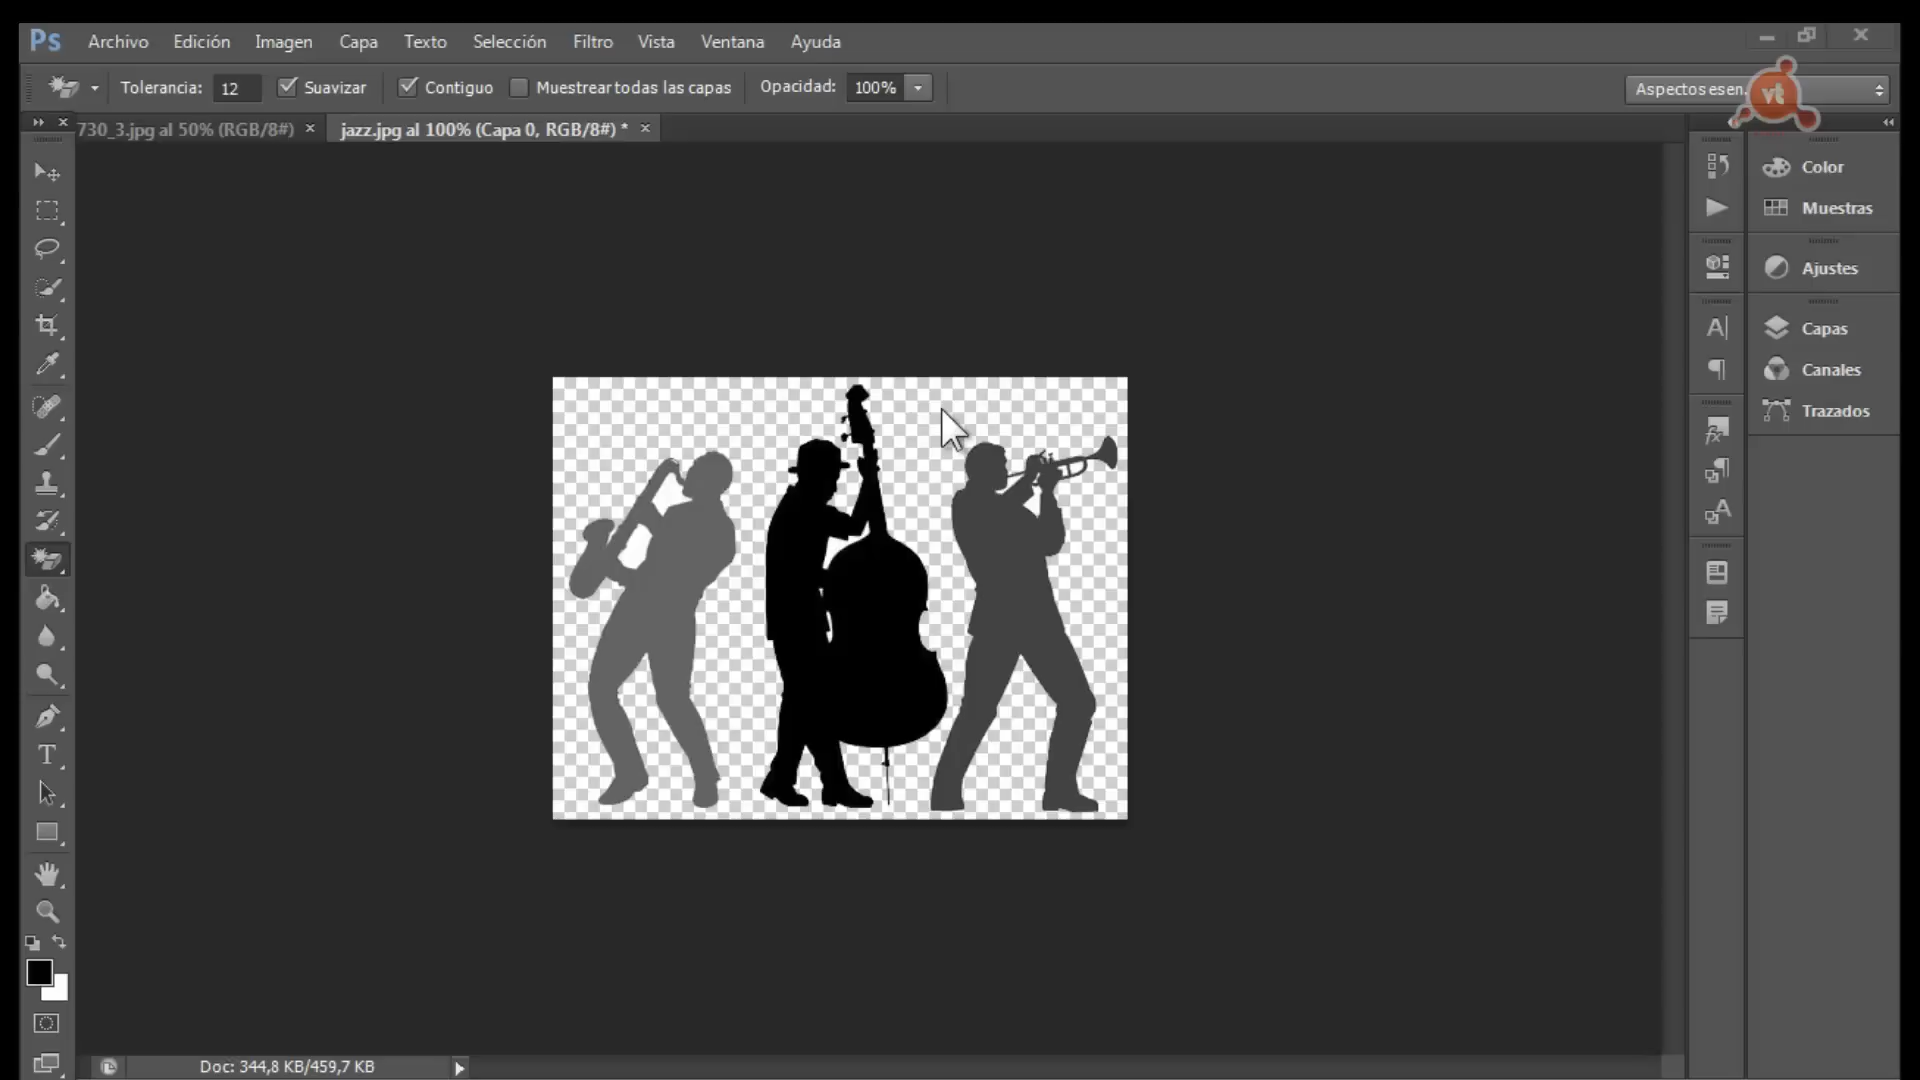 Ps Archivo Edición Imagen Capa Texto Selección Filtro Vista Ventana Ayuda
Tolerancia: 12 Suavizar Contiguo Muestrear todas las capas Opacidad: 100% Aspectos esen.
vt
730_3.jpg al 50% (RGB/8#) × jazz.jpg al 100% (Capa 0, RGB/8#) * ×
Color
Muestras
Ajustes
Capas
Canales
Trazados
Doc: 344,8 KB/459,7 KB